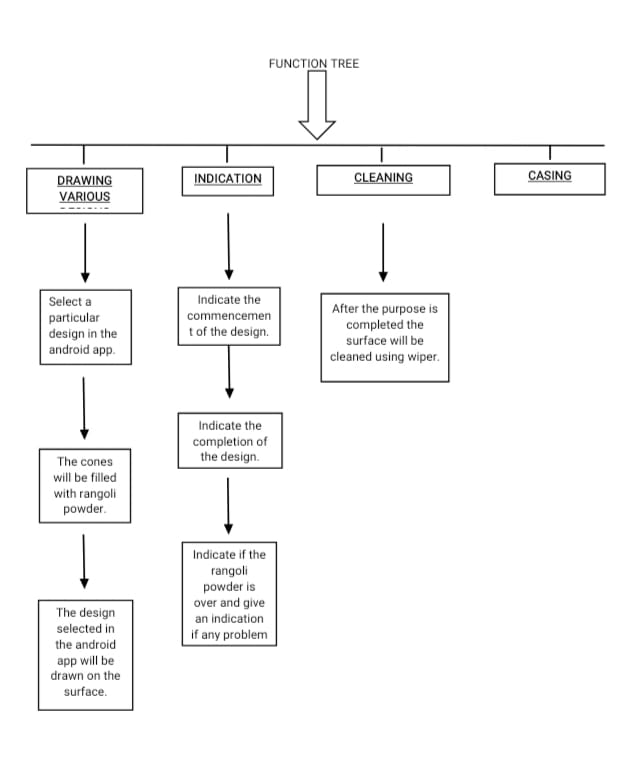 FUNCTION TREE
DRAWING
VARIOUS
INDICATION
CLEANING
CASING
Select a
particular
design in the
android app.
The cones
will be filled
with rangoli
powder.
The design
selected in
the android
app will be
drawn on the
surface.
Indicate the
commencemen
t of the design.
Indicate the
completion of
the design.
Indicate if the
rangoli
powder is
over and give
an indication
if any problem
After the purpose is
completed the
surface will be
cleaned using wiper.